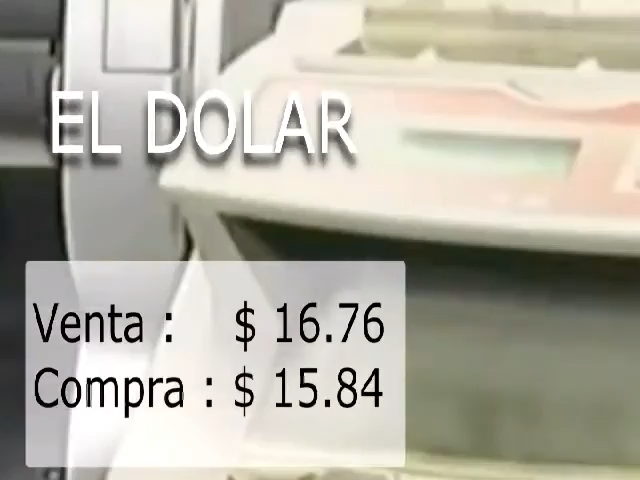 EL DOLAR
Venta : $ 16.76
Compra : $ 15.84